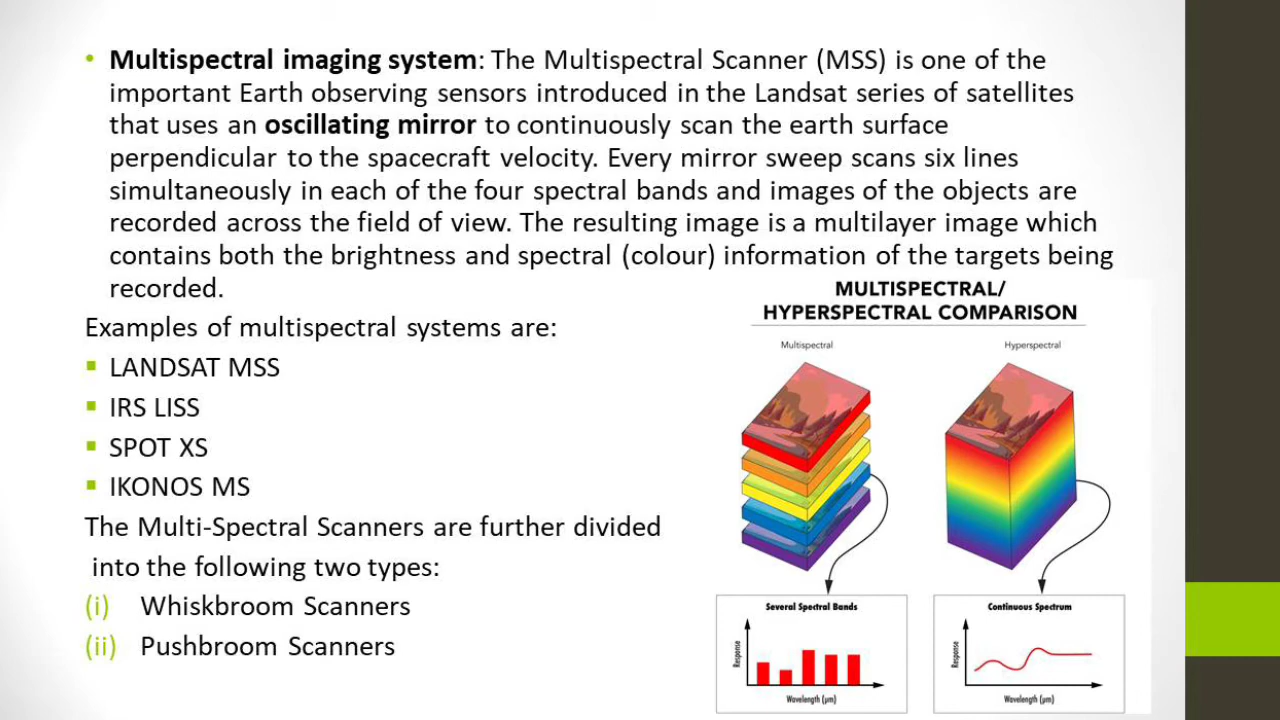 • Multispectral imaging system: The Multispectral Scanner (MSS) is one of the
important Earth observing sensors introduced in the Landsat series of satellites
that uses an oscillating mirror to continuously scan the earth surface
perpendicular to the spacecraft velocity. Every mirror sweep scans six lines
simultaneously in each of the four spectral bands and images of the objects are
recorded across the field of view. The resulting image is a multilayer image which
contains both the brightness and spectral (colour) information of the targets being
recorded.
Examples of multispectral systems are:
▪ LANDSAT MSS
▪ IRS LISS
▪ SPOT XS
▪ IKONOS MS
The Multi-Spectral Scanners are further divided
into the following two types:
(i) Whiskbroom Scanners
(ii) Pushbroom Scanners
MULTISPECTRAL/
HYPERSPECTRAL COMPARISON
Multispectral
Hyperspectral
Several Spectral Bands
Response
Wavelength (µm)
Continuous Spectrum
Response
Wavelength (µm)